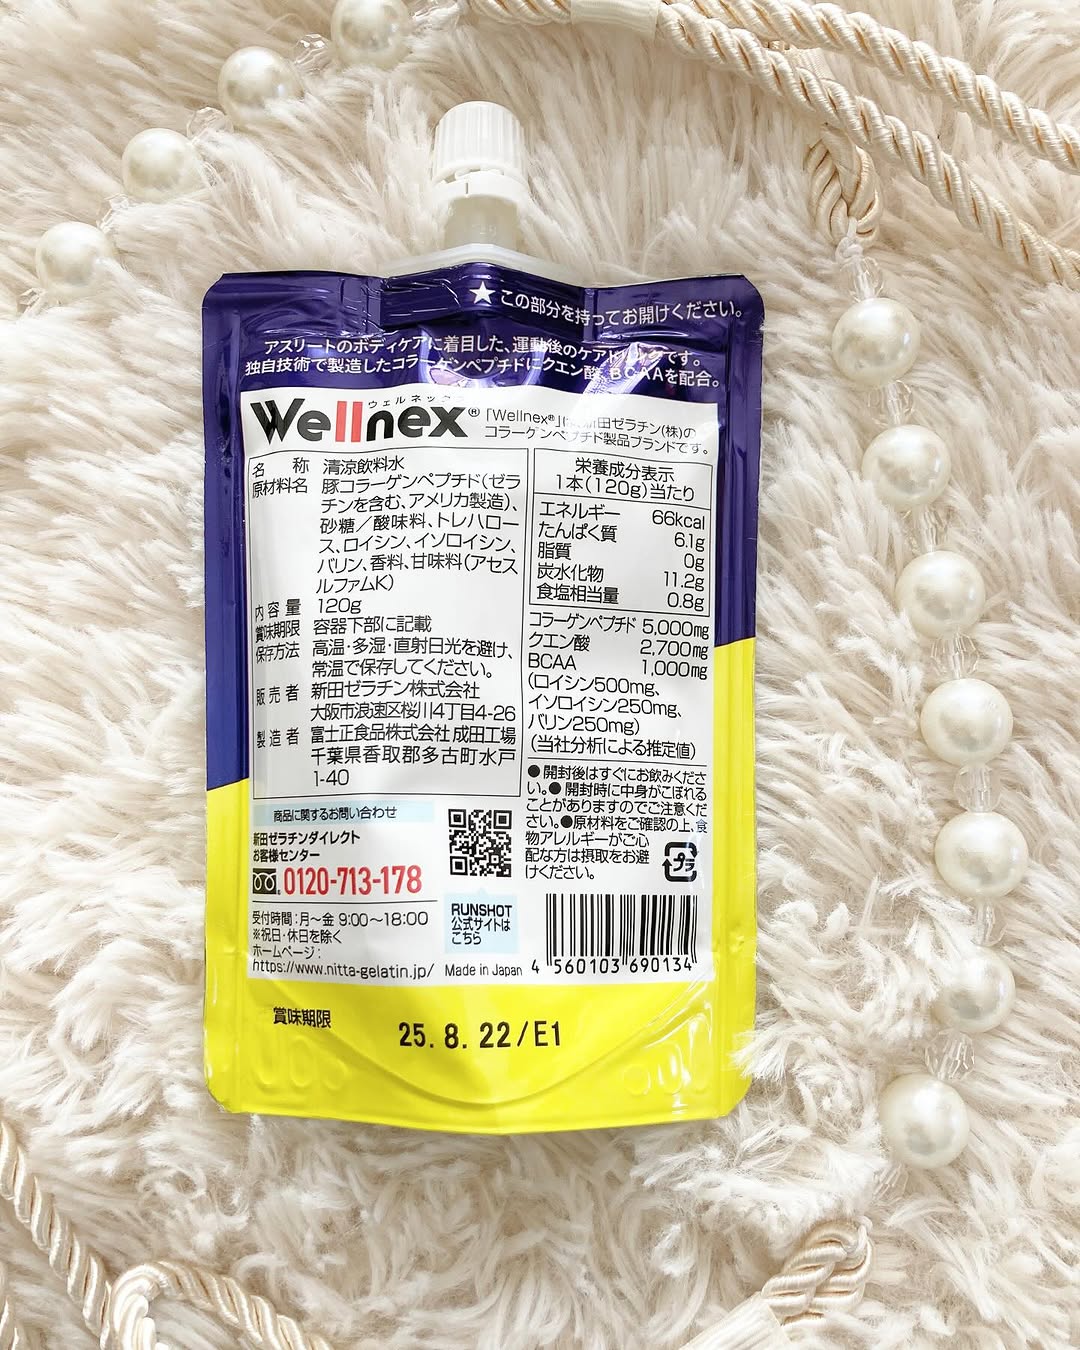 ★この部分を持ってお開けください。
アスリートのボディケアに着目した、運動後のケアドリンクです。
独自技術で製造したコラーゲンペプチドにクエン酸、BCAAを配合。
ウェルネックス
Wellnex®
「Wellnex®」は、新田ゼラチン(株)の
コラーゲンペプチド製品ブランドです。
名称 清涼飲料水
原材料名 豚コラーゲンペプチド(ゼラ
チンを含む、アメリカ製造)、
砂糖/酸味料、トレハロー
ス、ロイシン、イソロイシン、
バリン、香料、甘味料(アセス
ルファムK)
内容量 120g
賞味期限 容器下部に記載
保存方法 高温・多湿・直射日光を避け、
常温で保存してください。
販売者 新田ゼラチン株式会社
大阪市浪速区桜川4丁目4-26
製造者 富士正食品株式会社 成田工場
千葉県香取郡多古町水戸
1-40
栄養成分表示
1本(120g)当たり
エネルギー 66kcal
たんぱく質 6.1g
脂質 0g
炭水化物 11.2g
食塩相当量 0.8g
コラーゲンペプチド 5,000mg
クエン酸 2,700mg
BCAA 1,000mg
(ロイシン500mg、
イソロイシン250mg、
バリン250mg)
(当社分析による推定値)
●開封後はすぐにお飲みくださ
い。●開封時に中身がこぼれる
ことがありますのでご注意くだ
さい。●原材料をご確認の上、食
物アレルギーがご心
配な方は摂取をお避
けください。
プラ
商品に関するお問い合わせ
新田ゼラチンダイレクト
お客様センター
0120-713-178
受付時間:月~金 9:00~18:00
※祝日・休日を除く
ホームページ:
https://www.nitta-gelatin.jp/
RUNSHOT
公式サイトは
こちら
Made in Japan
4 560103 690134
賞味期限
25. 8. 22/E1